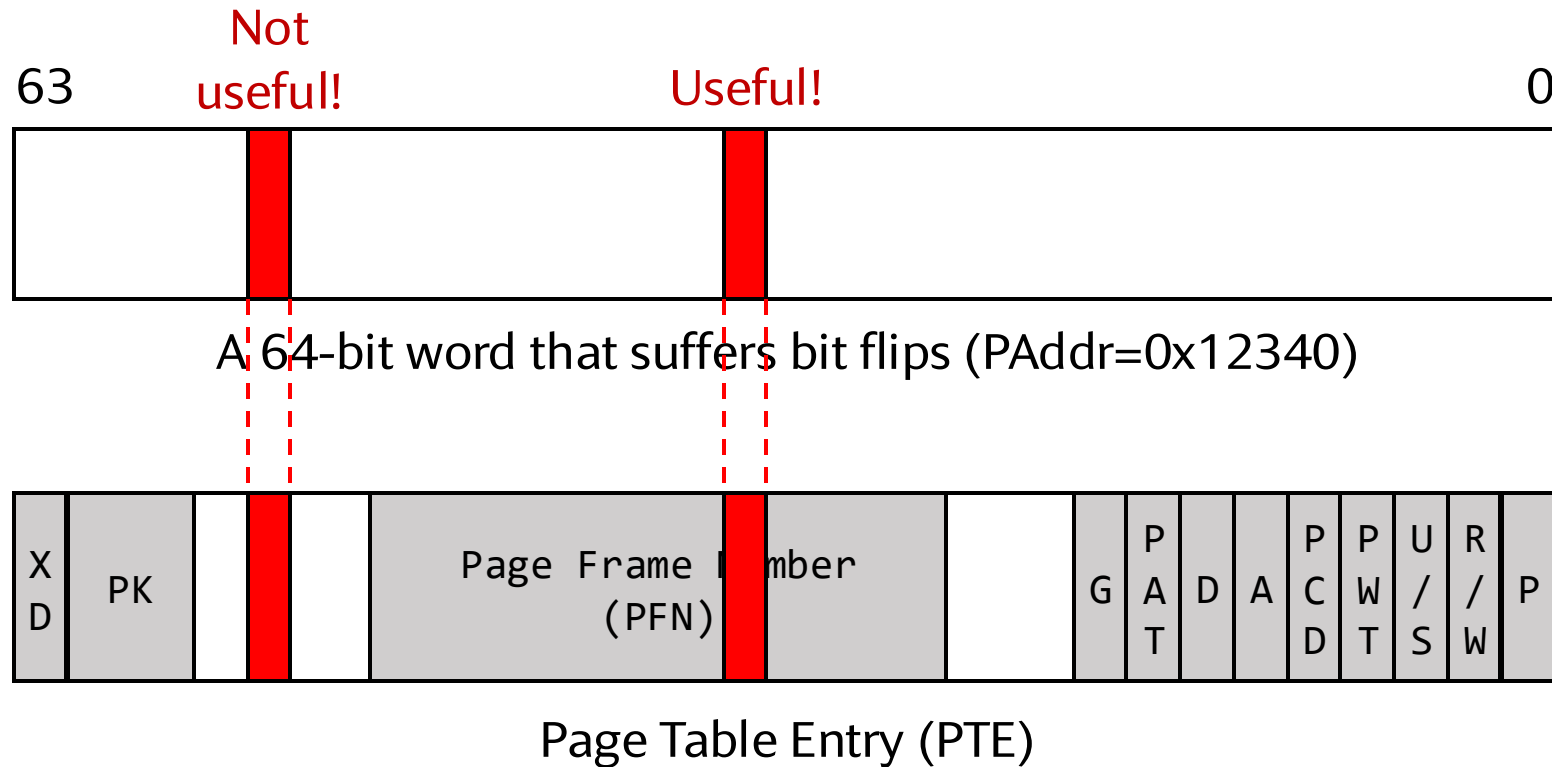 Not
useful!
Useful!
63
0
A 64-bit word that suffers bit flips (PAddr=0x12340)
X
D
PK
Page Frame
(PFN)
G
P
A
T
D
A
P
C
D
P
W
T
U
/
S
R
/
W
P
Page Table Entry (PTE)